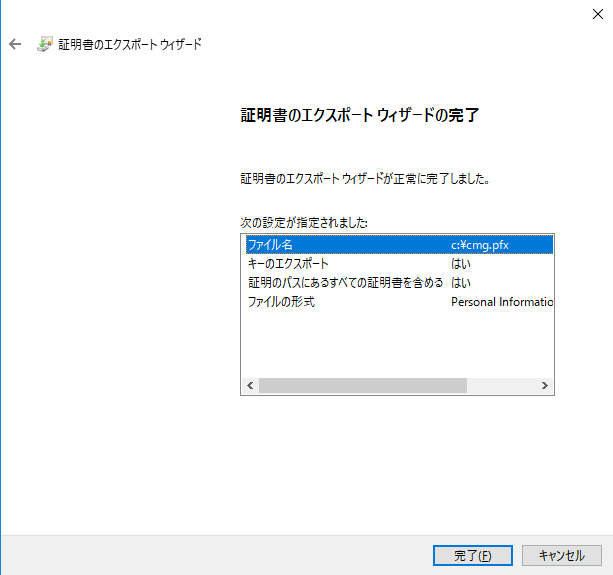 証明書のエクスポート ウィザード
証明書のエクスポート ウィザードの完了
証明書のエクスポート ウィザードが正常に完了しました。
次の設定が指定されました:
ファイル名 c:¥cmg.pfx
キーのエクスポート はい
証明のパスにあるすべての証明書を含める はい
ファイルの形式 Personal Informatio
完了(F) キャンセル